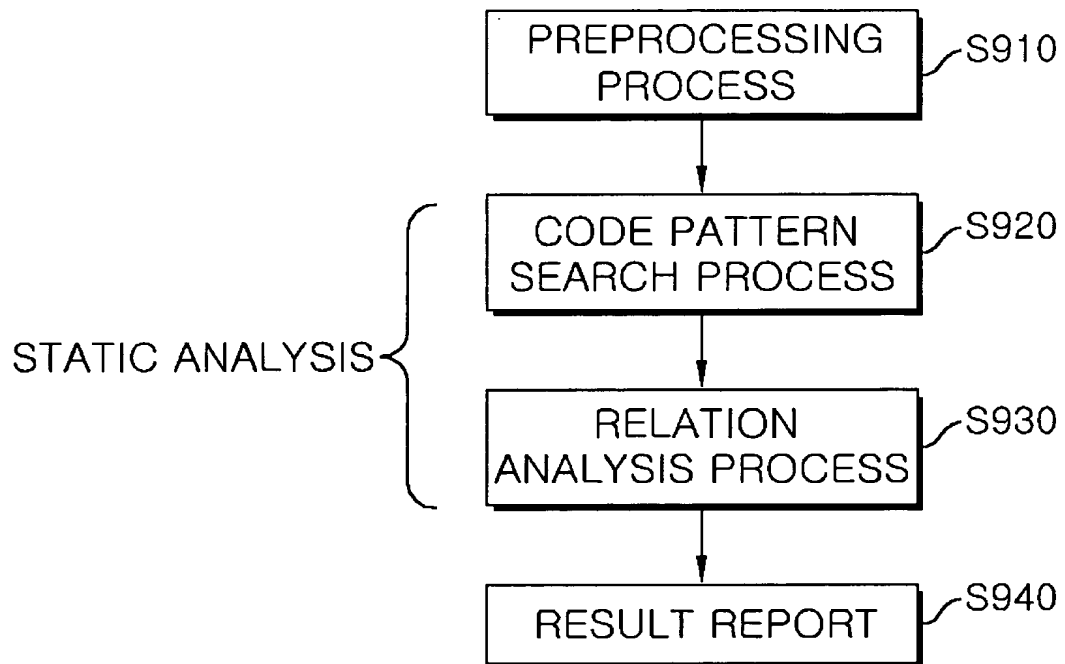 PREPROCESSING
PROCESS
S910
CODE PATTERN
SEARCH PROCESS
S920
STATIC ANALYSIS
RELATION
ANALYSIS PROCESS
S930
RESULT REPORT
S940